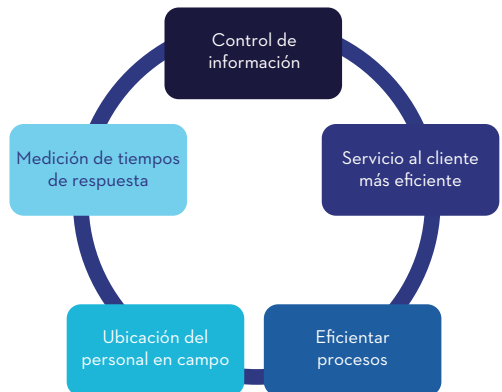 Control de
información
Servicio al cliente
más eficiente
Eficientar
procesos
Ubicación del
personal en campo
Medición de tiempos
de respuesta